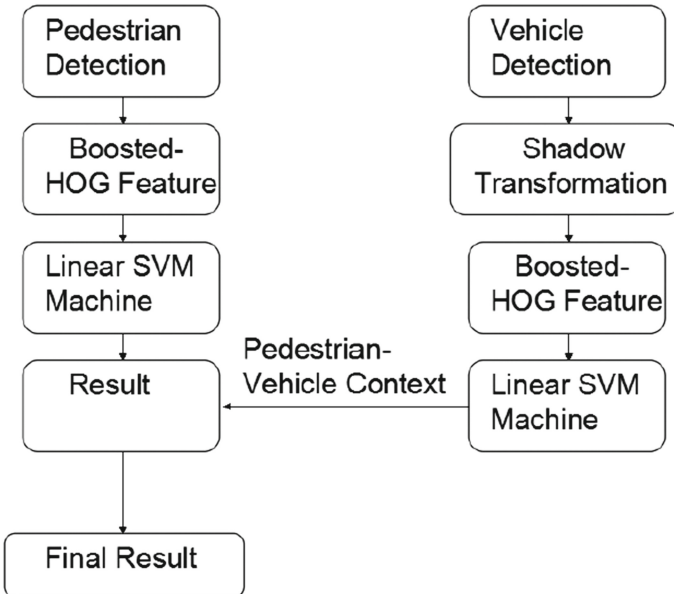 Pedestrian
Detection
Boosted-
HOG Feature
Linear SVM
Machine
Result
Final Result
Pedestrian-
Vehicle Context
Vehicle
Detection
Shadow
Transformation
Boosted-
HOG Feature
Linear SVM
Machine